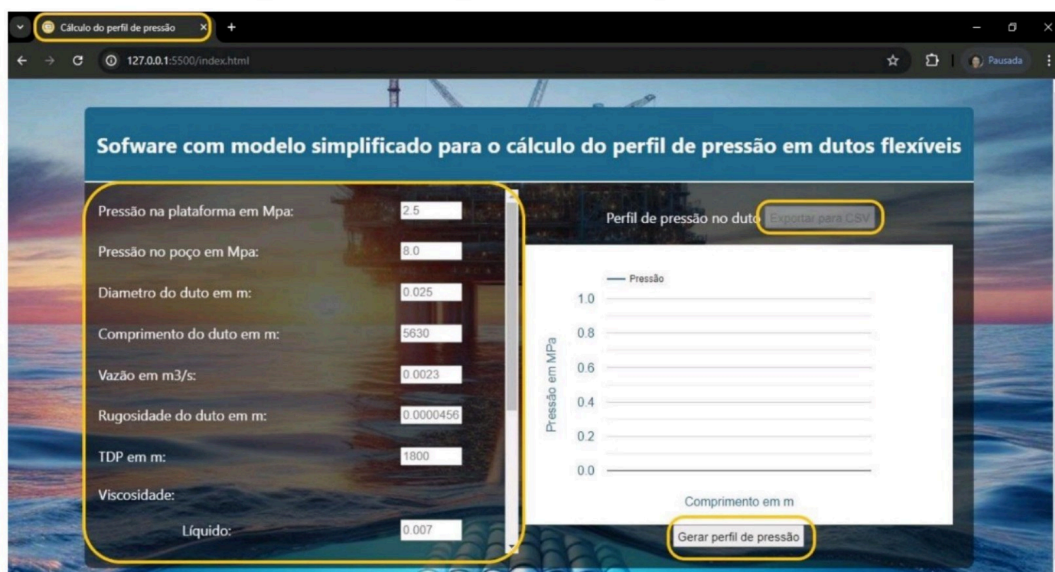 Cálculo do perfil de pressão
127.0.0.1:5500/index.html
Pausada
Sofware com modelo simplificado para o cálculo do perfil de pressão em dutos flexíveis
Pressão na plataforma em Mpa: 2.5
Pressão no poço em Mpa: 8.0
Diametro do duto em m: 0.025
Comprimento do duto em m: 5630
Vazão em m3/s: 0.0023
Rugosidade do duto em m: 0.0000456
TDP em m: 1800
Viscosidade:
Líquido: 0.007
Perfil de pressão no duto Exportar para CSV
Pressão
1.0
0.8
0.6
0.4
0.2
0.0
Pressão em MPa
Comprimento em m
Gerar perfil de pressão